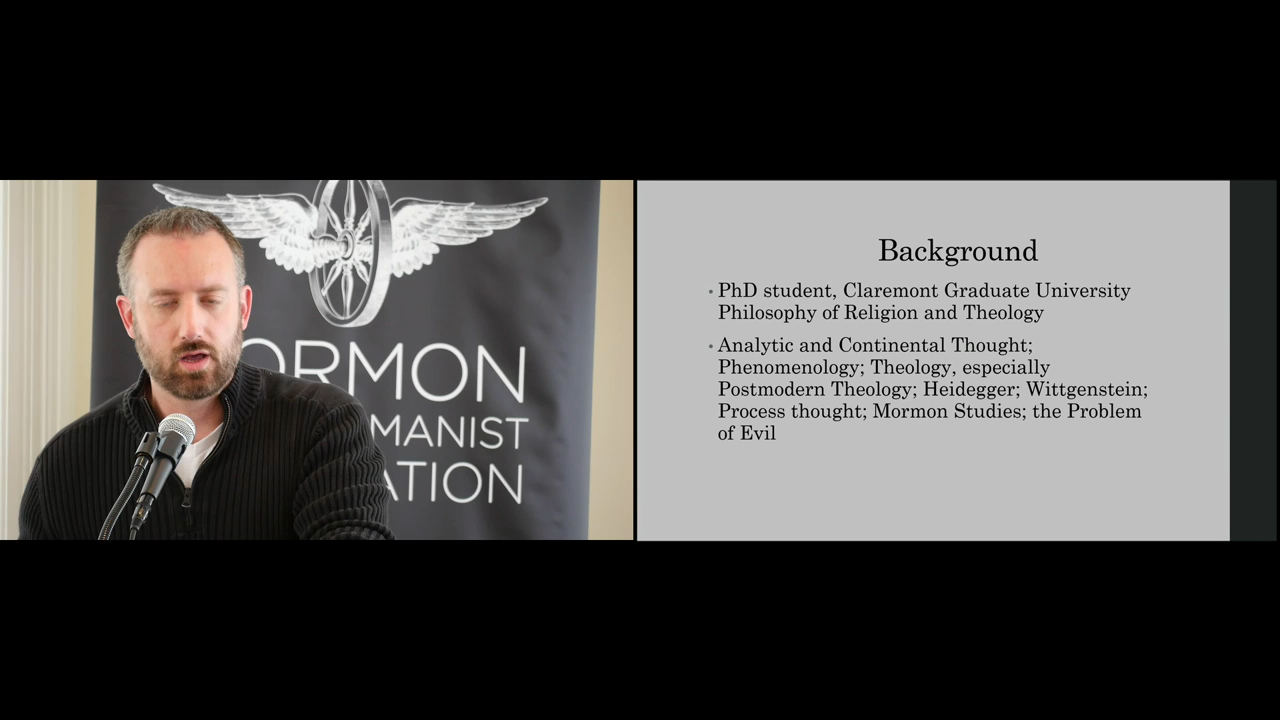 ORMON
MANIST
ATION
Background
• PhD student, Claremont Graduate University
Philosophy of Religion and Theology
• Analytic and Continental Thought;
Phenomenology; Theology, especially
Postmodern Theology; Heidegger; Wittgenstein;
Process thought; Mormon Studies; the Problem
of Evil